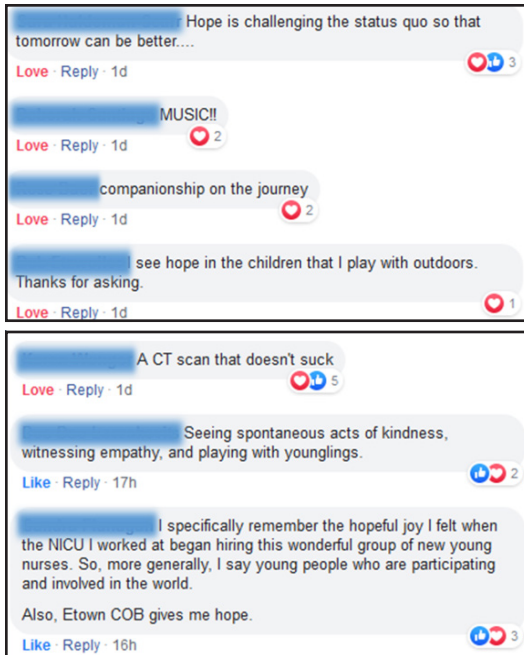 Hope is challenging the status quo so that
tomorrow can be better....
Love · Reply · 1d
3
MUSIC!!
Love · Reply · 1d
2
companionship on the journey
Love · Reply · 1d
2
see hope in the children that I play with outdoors.
Thanks for asking.
Love · Reply · 1d
1
A CT scan that doesn't suck
Love · Reply · 1d
5
Seeing spontaneous acts of kindness,
witnessing empathy, and playing with younglings.
Like · Reply · 17h
2
I specifically remember the hopeful joy I felt when
the NICU I worked at began hiring this wonderful group of new young
nurses. So, more generally, I say young people who are participating
and involved in the world.
Also, Etown COB gives me hope.
Like · Reply · 16h
3